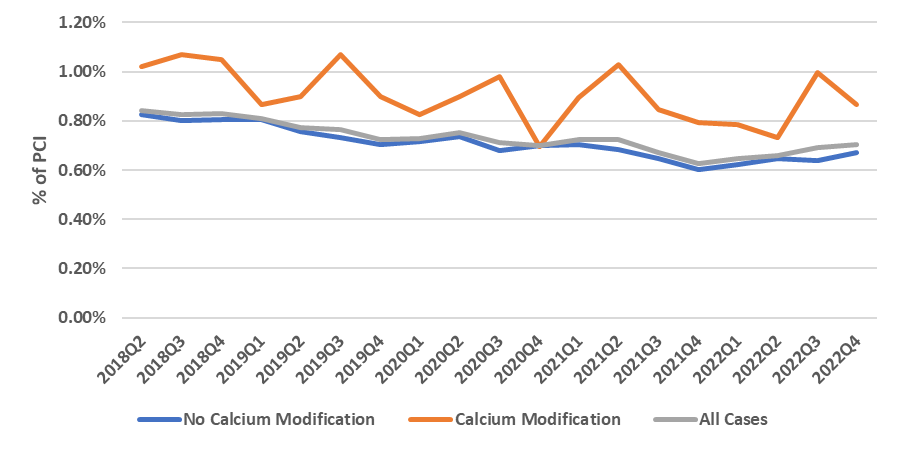 1.20%
1.00%
0.80%
0.60%
0.40%
0.20%
0.00%
% of PCI
2018Q2
2018Q3
2018Q4
2019Q1
2019Q2
2019Q3
2019Q4
2020Q1
2020Q2
2020Q3
2020Q4
2021Q1
2021Q2
2021Q3
2021Q4
2022Q1
2022Q2
2022Q3
2022Q4
No Calcium Modification
Calcium Modification
All Cases